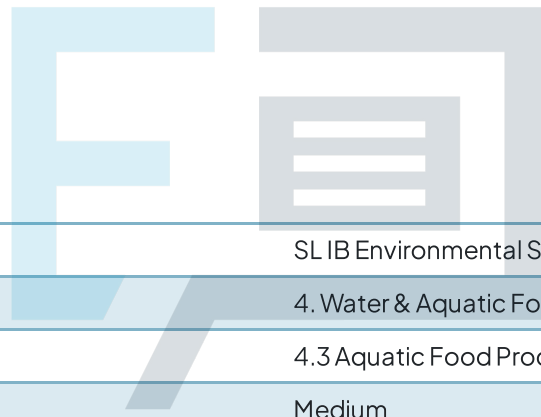 SL IB Environmental S
4. Water & Aquatic Fo
4.3 Aquatic Food Proc
Medium